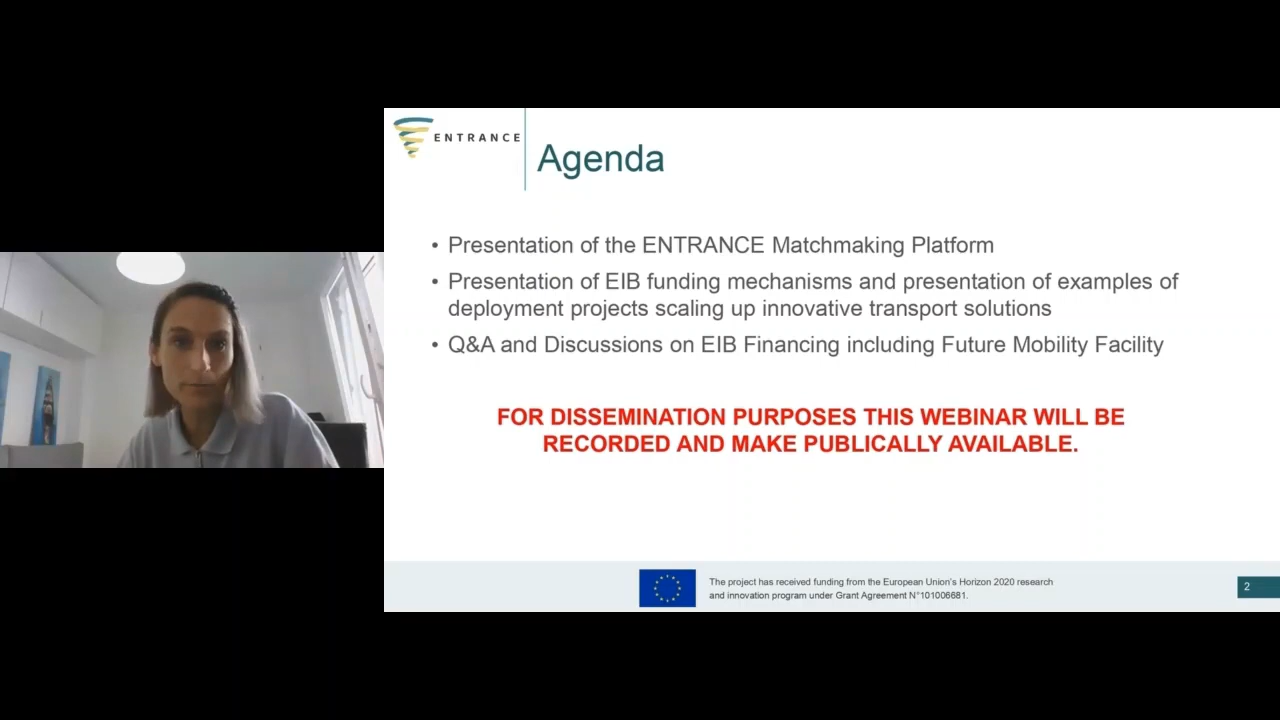 ENTRANCE
Agenda
• Presentation of the ENTRANCE Matchmaking Platform
• Presentation of EIB funding mechanisms and presentation of examples of
deployment projects scaling up innovative transport solutions
• Q&A and Discussions on EIB Financing including Future Mobility Facility
FOR DISSEMINATION PURPOSES THIS WEBINAR WILL BE
RECORDED AND MAKE PUBLICALLY AVAILABLE.
The project has received funding from the European Union's Horizon 2020 research
and innovation program under Grant Agreement N°101006681.
2